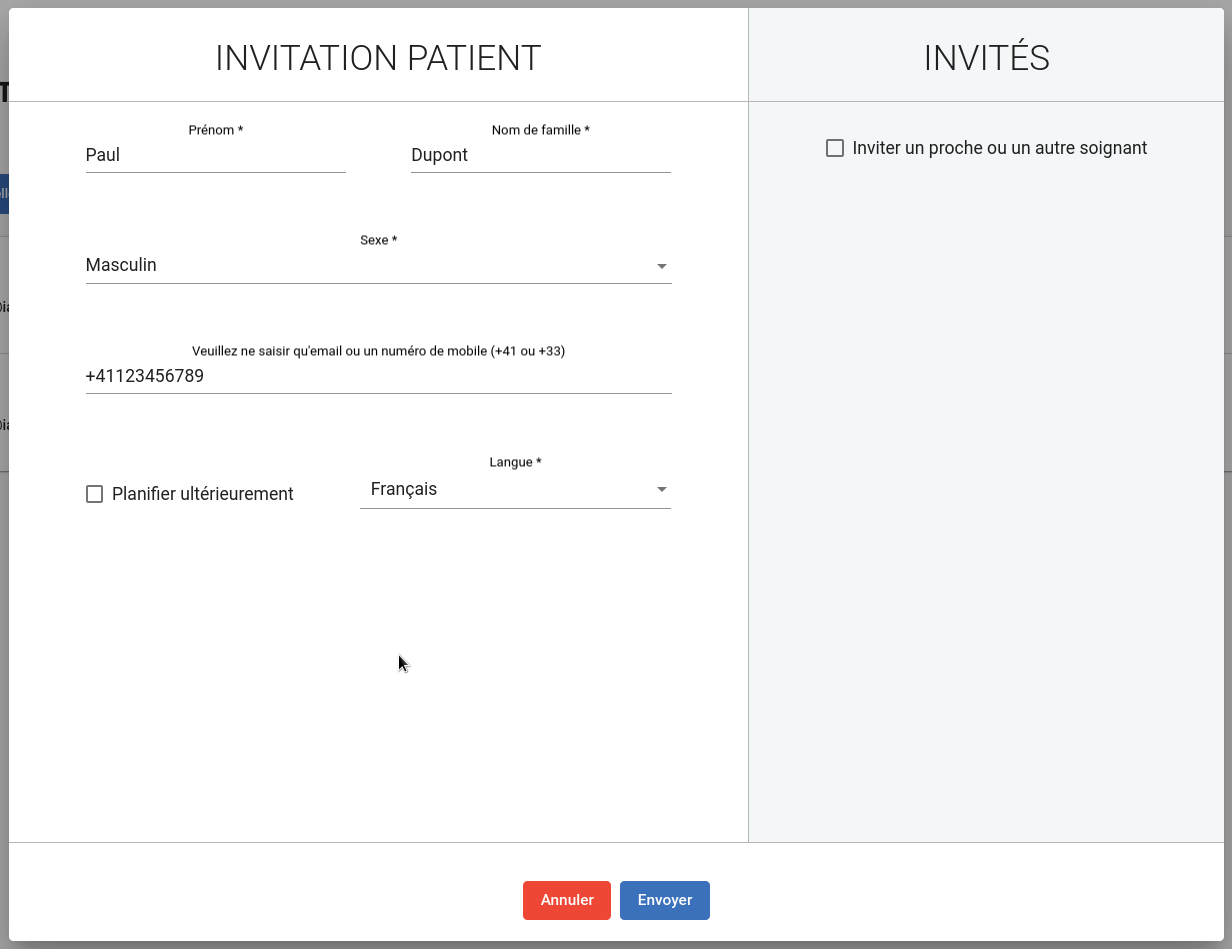 INVITATION PATIENT
INVITÉS
Prénom *
Nom de famille *
Paul
Dupont
Inviter un proche ou un autre soignant
Sexe *
Masculin
Veuillez ne saisir qu'email ou un numéro de mobile (+41 ou +33)
+41123456789
Langue *
Planifier ultérieurement
Français
Annuler
Envoyer